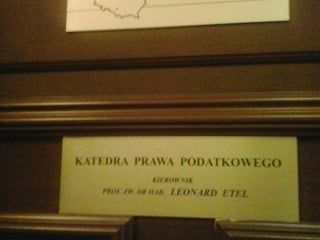 KATEDRA PRAWA PODATKOWEGO
KIEROWNIK
PROF. ZW. DR HAB. LEONARD ETEL